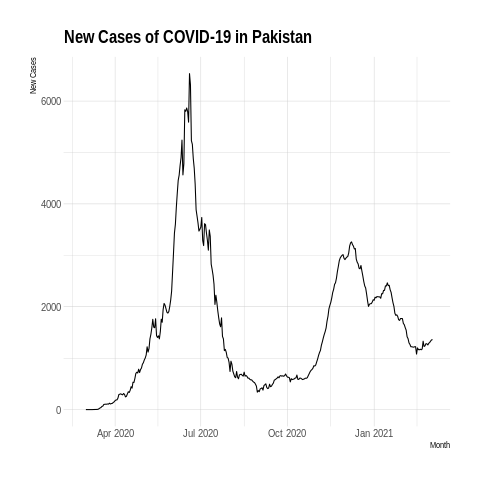 New Cases of COVID-19 in Pakistan
New Cases
6000
4000
2000
0
Apr 2020 Jul 2020 Oct 2020 Jan 2021
Month